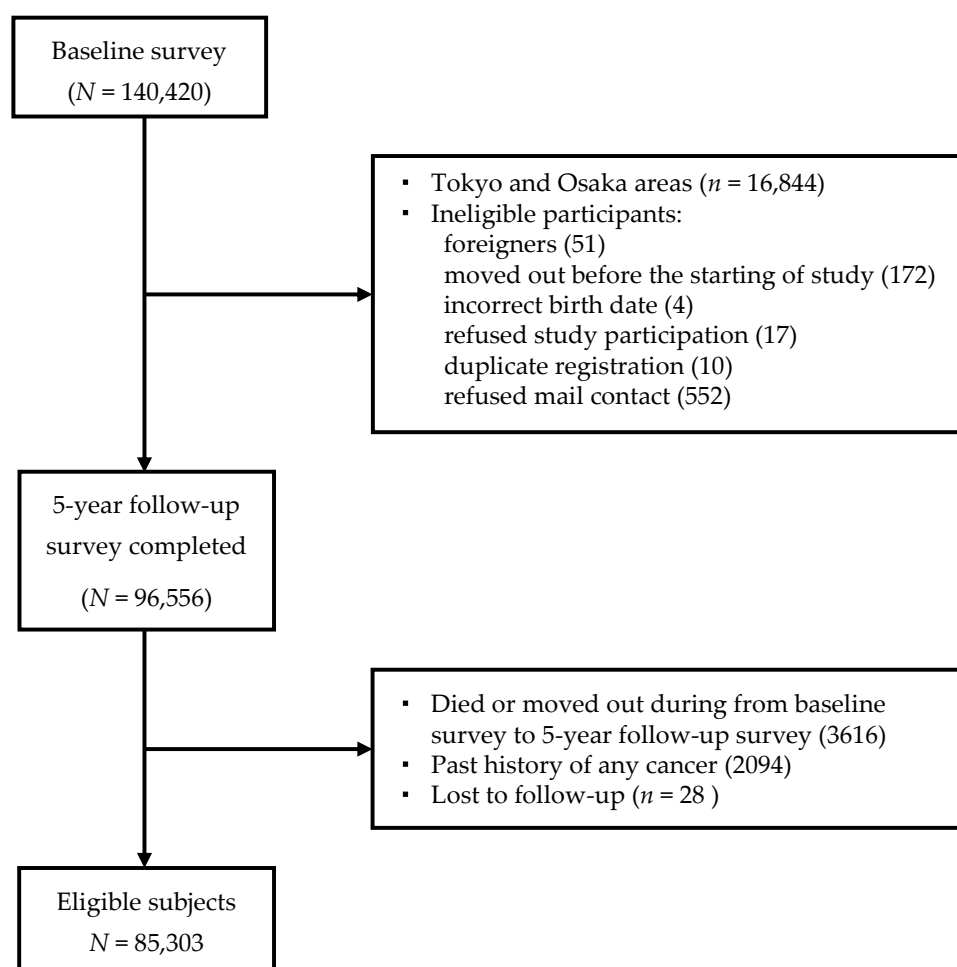 Baseline survey
(N = 140,420)
▪ Tokyo and Osaka areas (n = 16,844)
▪ Ineligible participants:
foreigners (51)
moved out before the starting of study (172)
incorrect birth date (4)
refused study participation (17)
duplicate registration (10)
refused mail contact (552)
5-year follow-up
survey completed
(N = 96,556)
▪ Died or moved out during from baseline
survey to 5-year follow-up survey (3616)
▪ Past history of any cancer (2094)
▪ Lost to follow-up (n = 28 )
Eligible subjects
N = 85,303